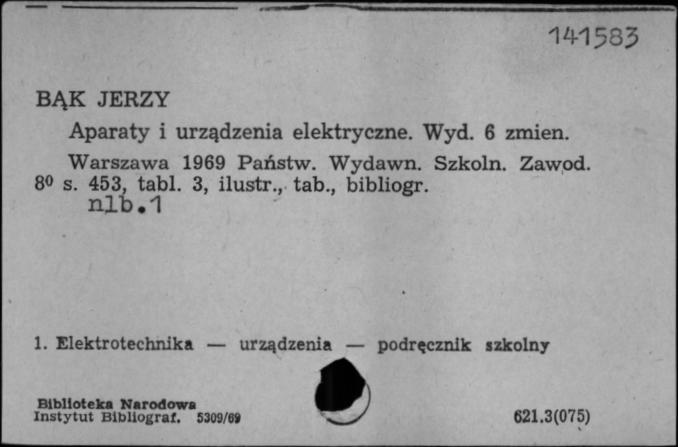 141583
BĄK JERZY
Aparaty i urządzenia elektryczne. Wyd. 6 zmien.
Warszawa 1969 Państw. Wydawn. Szkoln. Zawod.
8⁰ s. 453, tabl. 3, ilustr., tab., bibliogr.
nlb.1
1. Elektrotechnika — urządzenia — podręcznik szkolny
Biblioteka Narodowa
Instytut Bibliograf. 5309/69
621.3(075)